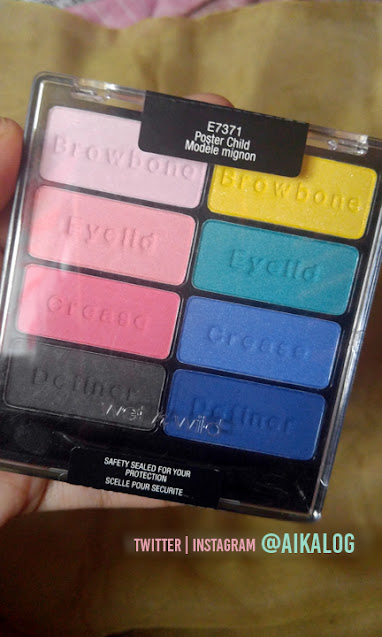 E7371
Poster Child
Modèle mignon
Browbone
Browbone
Eyelid
Eyelid
Crease
Crease
Definer
Definer
wet n wild
SAFETY SEALED FOR YOUR
PROTECTION
SCELLE POUR SECURITE
TWITTER | INSTAGRAM @AIKALOG